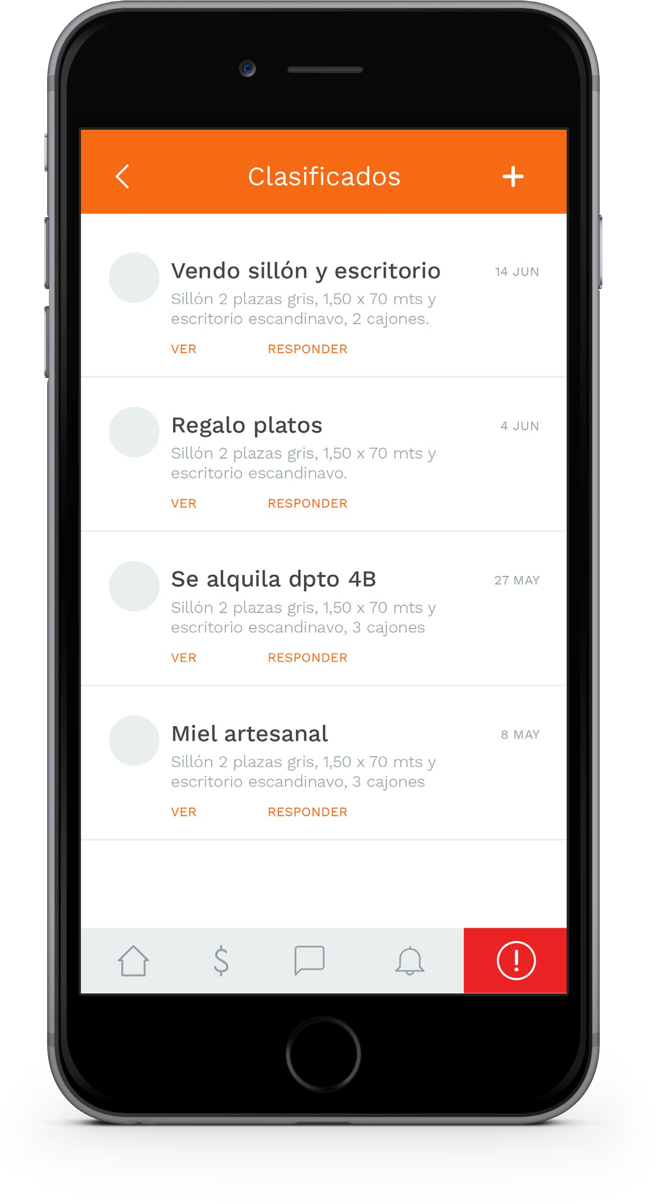 Clasificados
Vendo sillón y escritorio
14 JUN
Sillón 2 plazas gris, 1,50 x 70 mts y
escritorio escandinavo, 2 cajones.
VER RESPONDER
Regalo platos
4 JUN
Sillón 2 plazas gris, 1,50 x 70 mts y
escritorio escandinavo.
VER RESPONDER
Se alquila dpto 4B
27 MAY
Sillón 2 plazas gris, 1,50 x 70 mts y
escritorio escandinavo, 3 cajones
VER RESPONDER
Miel artesanal
8 MAY
Sillón 2 plazas gris, 1,50 x 70 mts y
escritorio escandinavo, 3 cajones
VER RESPONDER